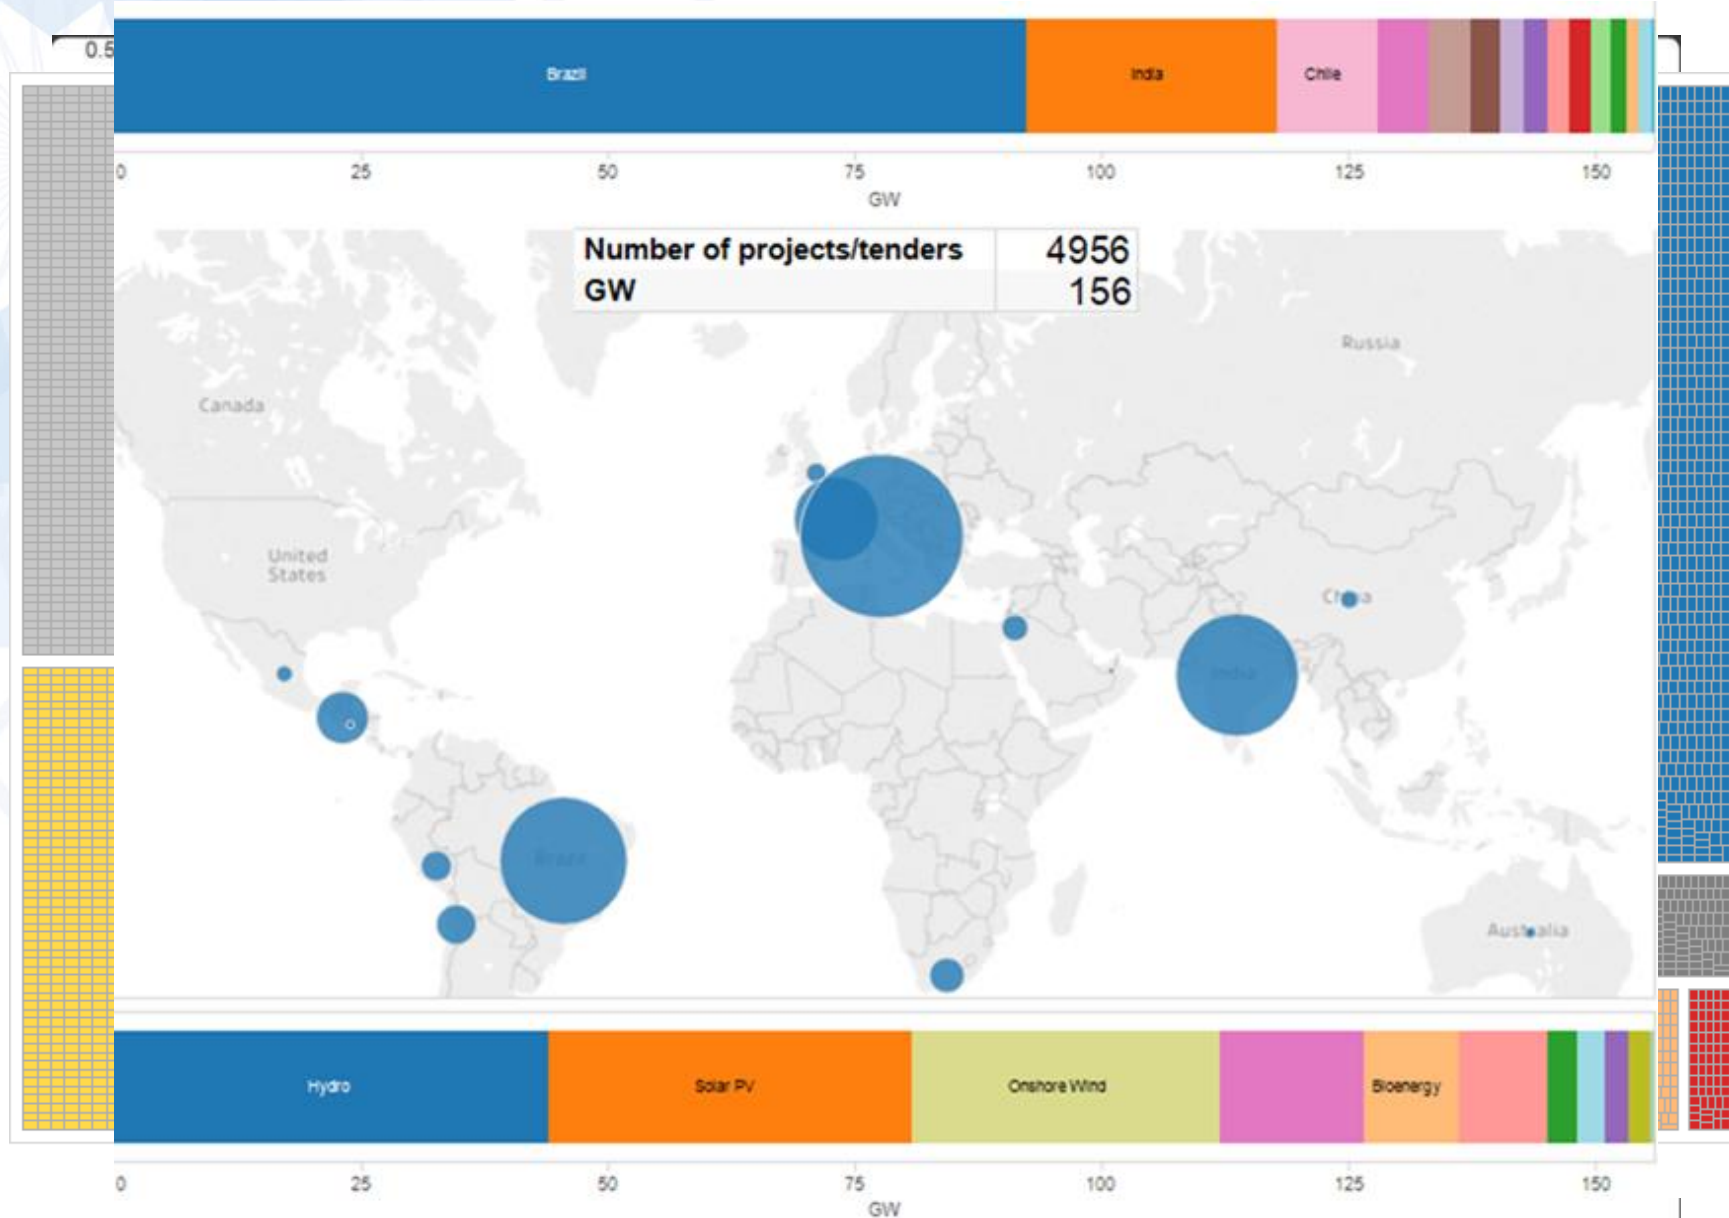 0.5
Brazil India Chile
0 25 50 75 100 125 150
GW
Number of projects/tenders 4956
GW 156
Russia
Canada
United
States
China
India
Brazil
Australia
Hydro Solar PV Onshore Wind Bioenergy
0 25 50 75 100 125 150
GW